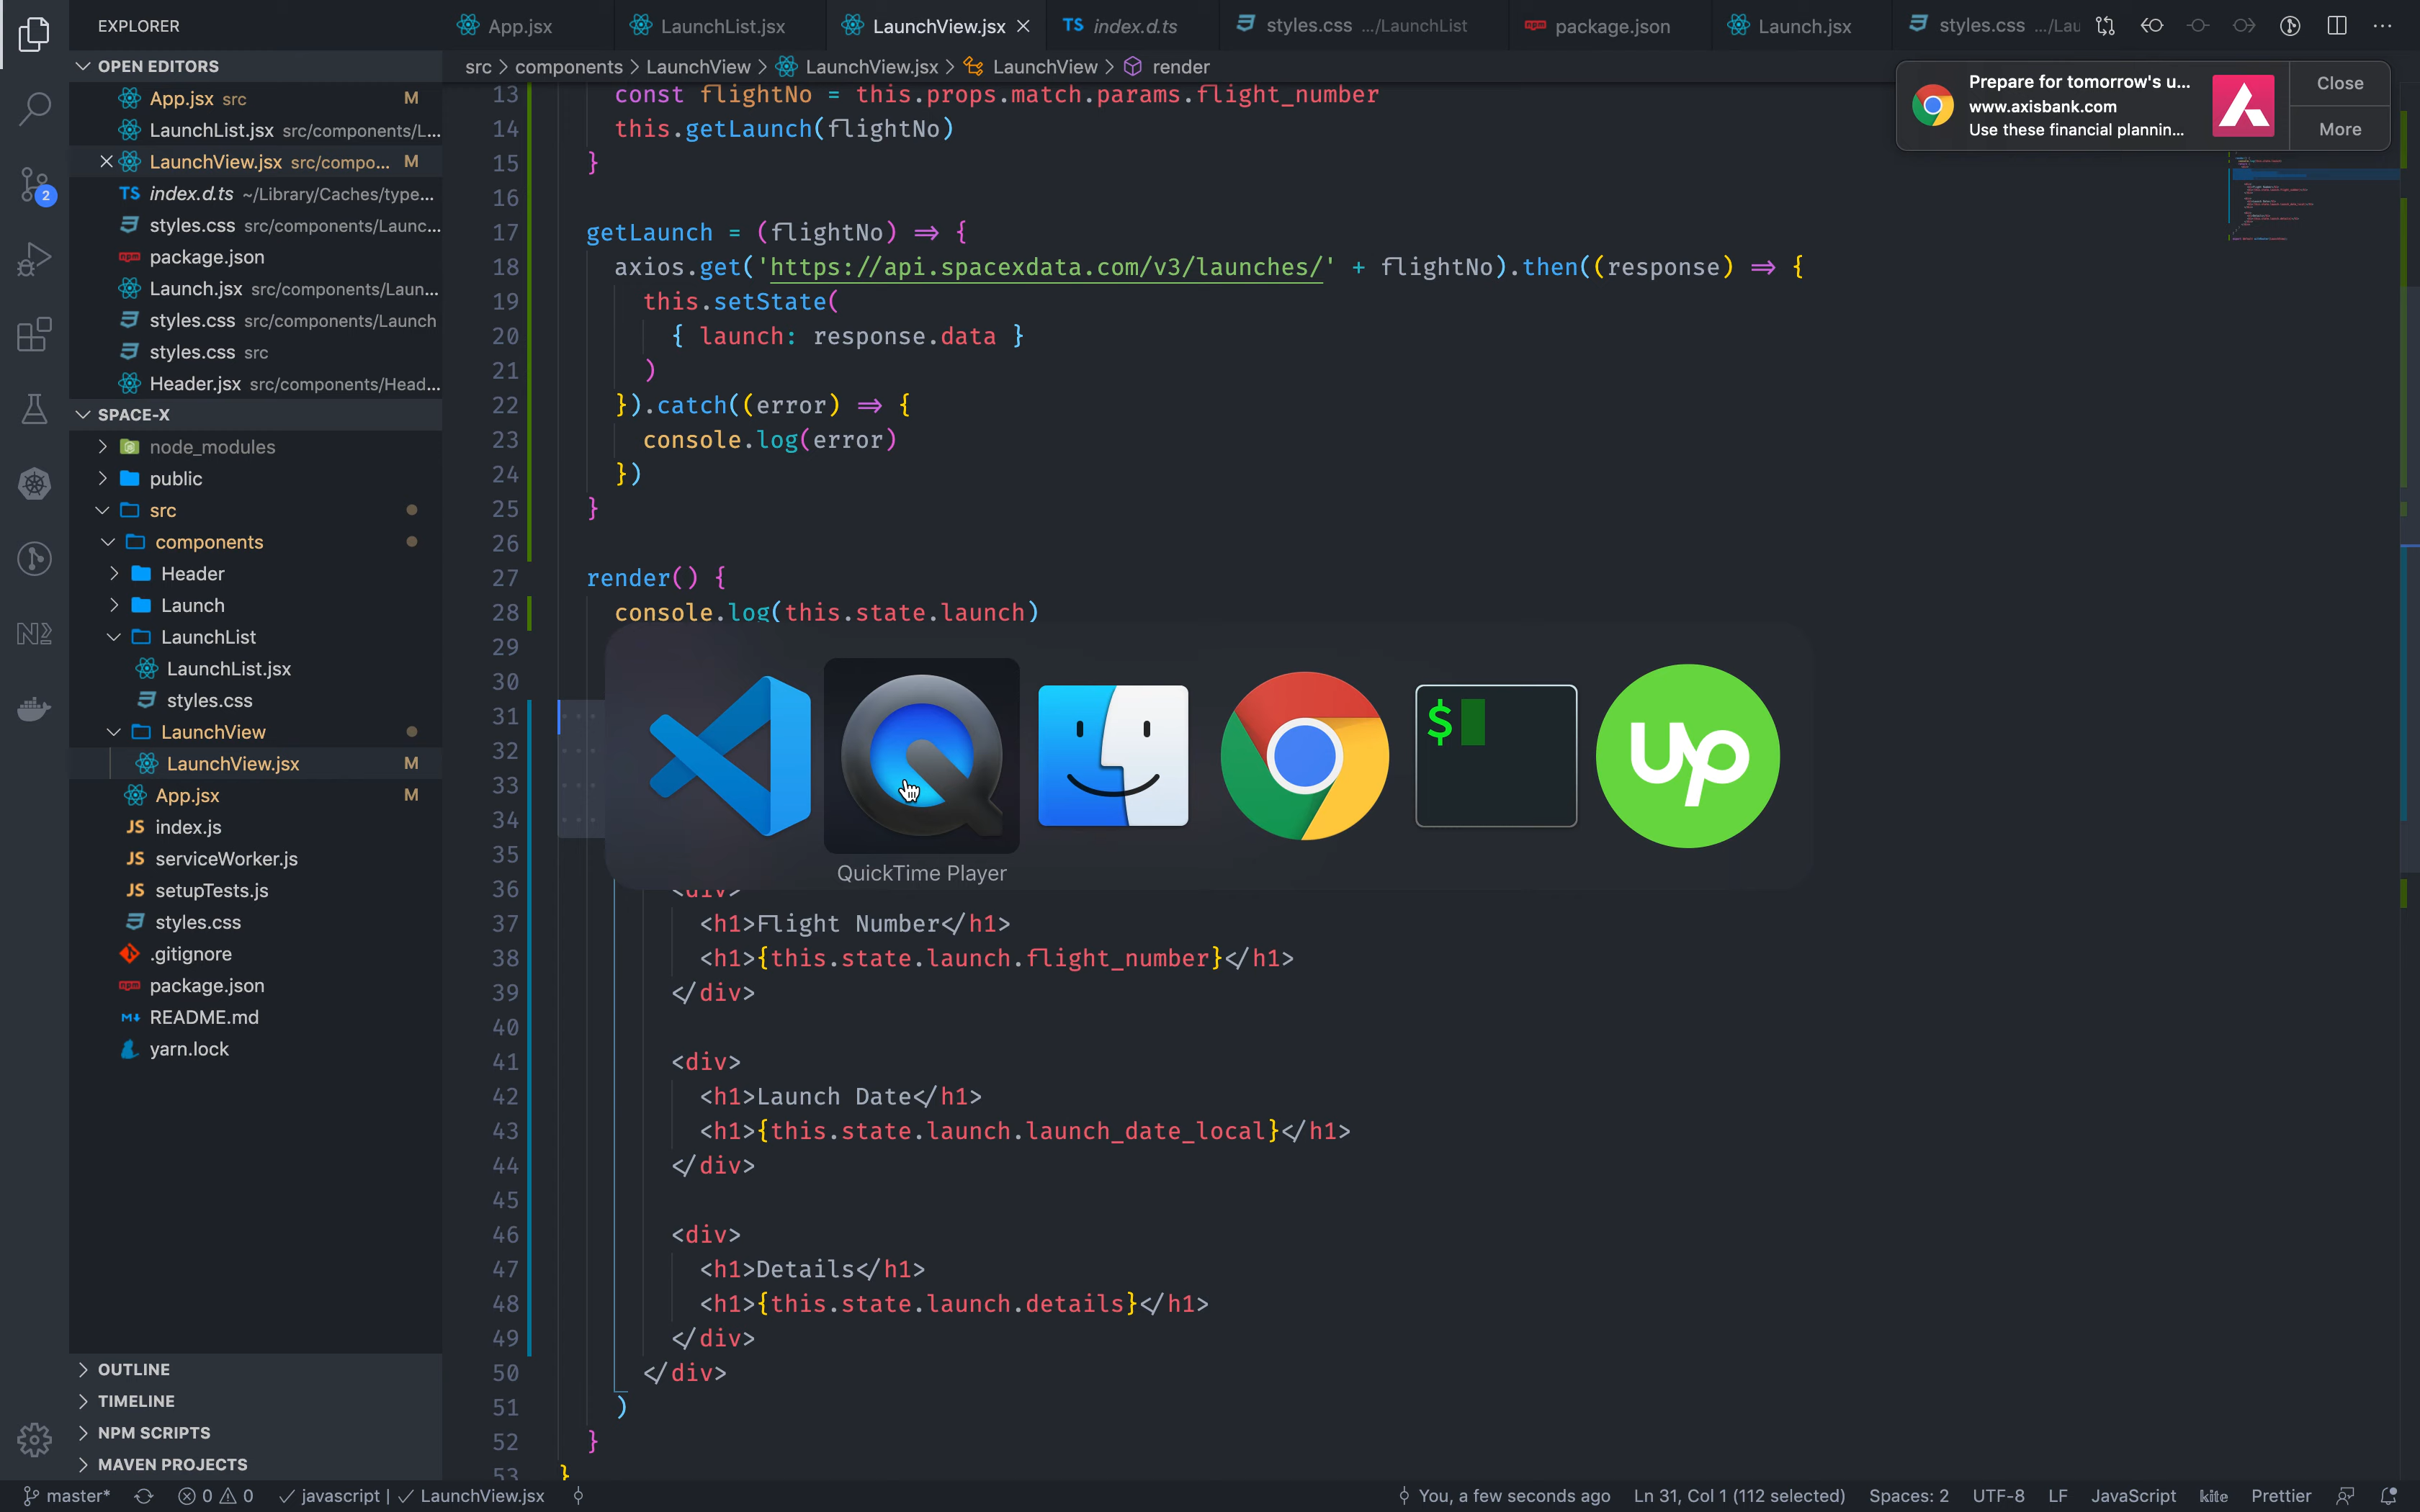 EXPLORER
OPEN EDITORS
App.jsx src M
LaunchList.jsx src/components/L...
LaunchView.jsx src/compo... M
TS index.d.ts ~/Library/Caches/type...
styles.css src/components/Launc...
package.json
Launch.jsx src/components/Laun...
styles.css src/components/Launch
styles.css src
Header.jsx src/components/Head...
SPACE-X
node_modules
public
src
components
Header
Launch
LaunchList
LaunchList.jsx
styles.css
LaunchView
LaunchView.jsx M
App.jsx M
JS index.js
JS serviceWorker.js
JS setupTests.js
styles.css
.gitignore
package.json
README.md
yarn.lock
OUTLINE
TIMELINE
NPM SCRIPTS
MAVEN PROJECTS
2
App.jsx LaunchList.jsx LaunchView.jsx TS index.d.ts styles.css .../LaunchList package.json Launch.jsx styles.css .../Lau
src > components > LaunchView > LaunchView.jsx > LaunchView > render
Prepare for tomorrow's u...
www.axisbank.com
Use these financial plannin...
Close
More
13 const flightNo = this.props.match.params.flight_number
14 this.getLaunch(flightNo)
15 }
16
17 getLaunch = (flightNo) => {
18 axios.get('https://api.spacexdata.com/v3/launches/' + flightNo).then((response) => {
19 this.setState(
20 { launch: response.data }
21 )
22 }).catch((error) => {
23 console.log(error)
24 })
25 }
26
27 render() {
28 console.log(this.state.launch)
29
30
31
32
33
34
35
$
up
QuickTime Player
36 <div>
37 <h1>Flight Number</h1>
38 <h1>{this.state.launch.flight_number}</h1>
39 </div>
40
41 <div>
42 <h1>Launch Date</h1>
43 <h1>{this.state.launch.launch_date_local}</h1>
44 </div>
45
46 <div>
47 <h1>Details</h1>
48 <h1>{this.state.launch.details}</h1>
49 </div>
50 </div>
51 )
52 }
53 }
master* 0 0 javascript | LaunchView.jsx You, a few seconds ago Ln 31, Col 1 (112 selected) Spaces: 2 UTF-8 LF JavaScript kite Prettier